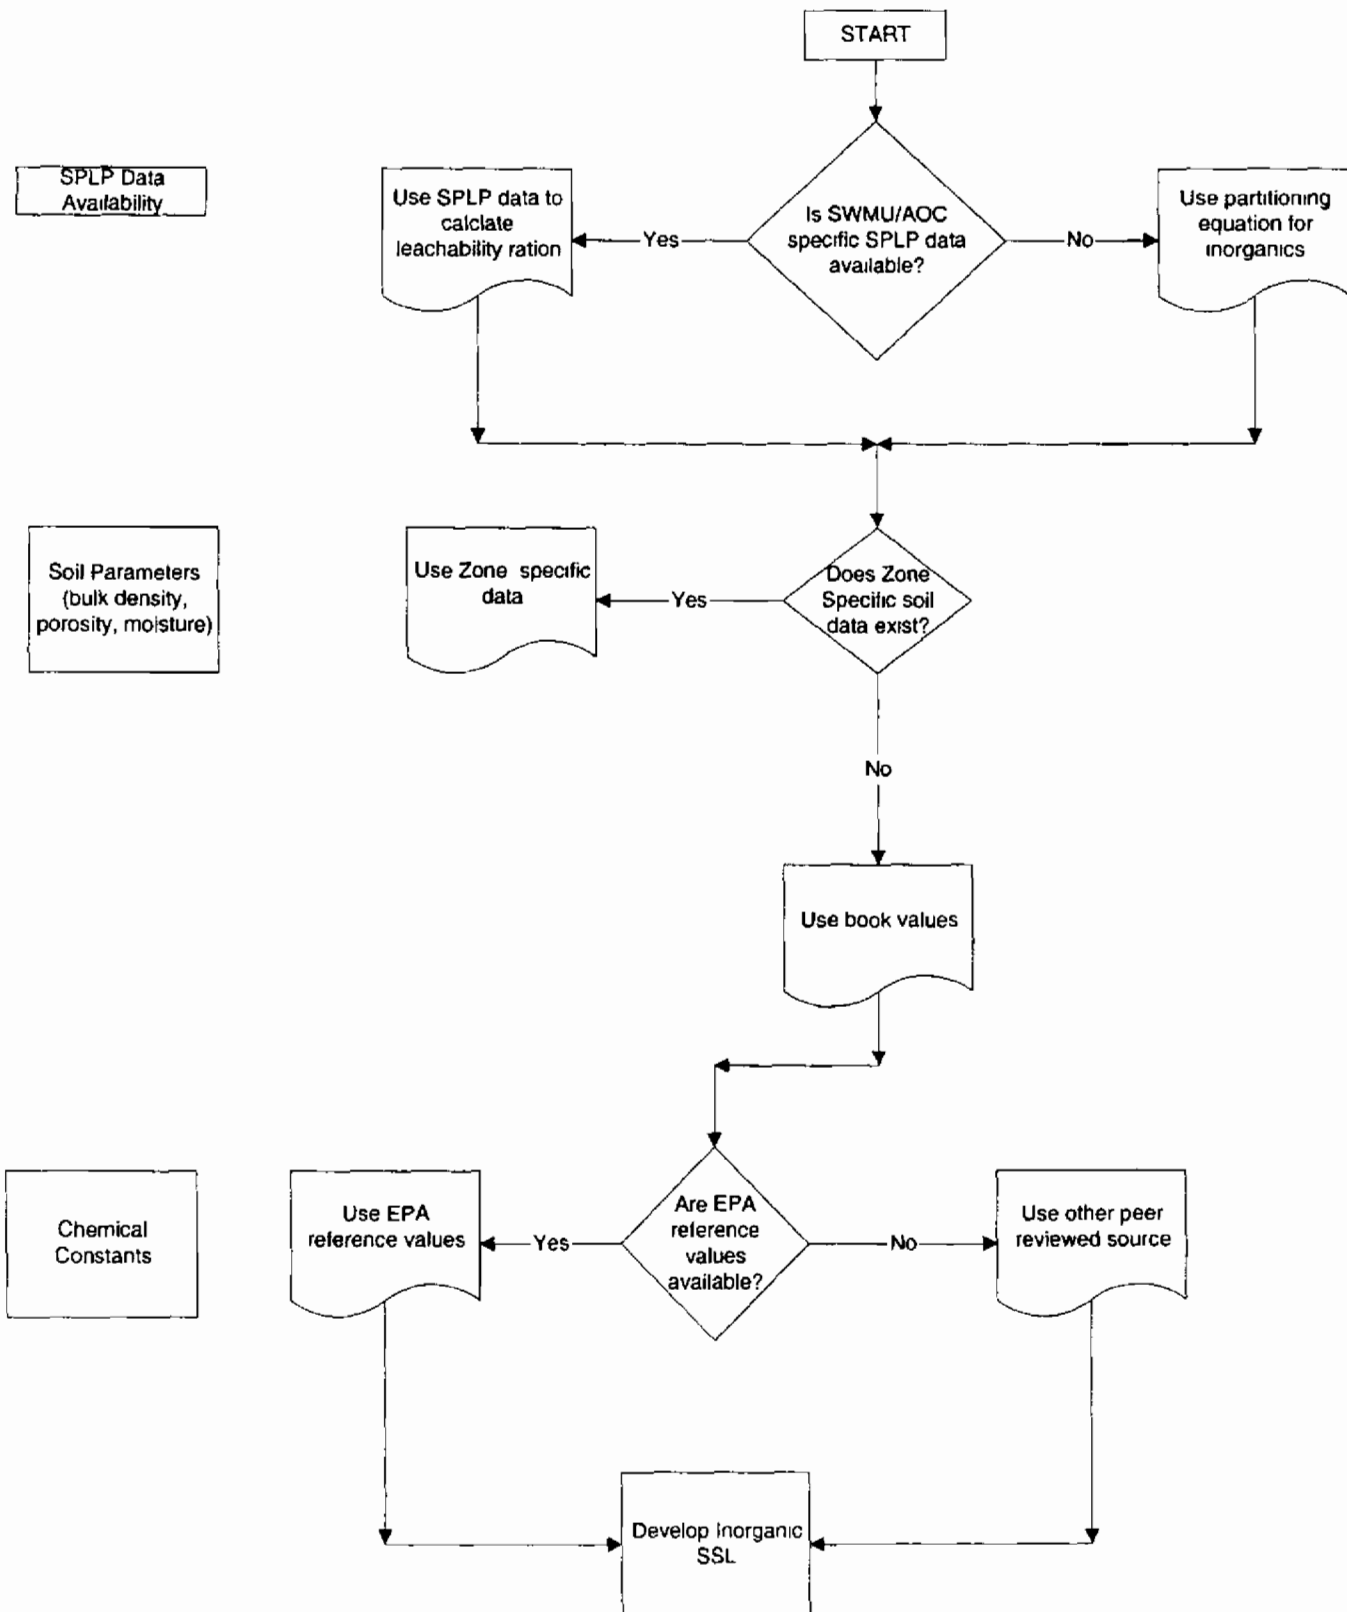 START
SPLP Data
Availability
Use SPLP data to
calclate
leachability ration
Yes
Is SWMU/AOC
specific SPLP data
available?
No
Use partitioning
equation for
inorganics
Soil Parameters
(bulk density,
porosity, moisture)
Use Zone specific
data
Yes
Does Zone
Specific soil
data exist?
No
Use book values
Chemical
Constants
Use EPA
reference values
Yes
Are EPA
reference
values
available?
No
Use other peer
reviewed source
Develop Inorganic
SSL